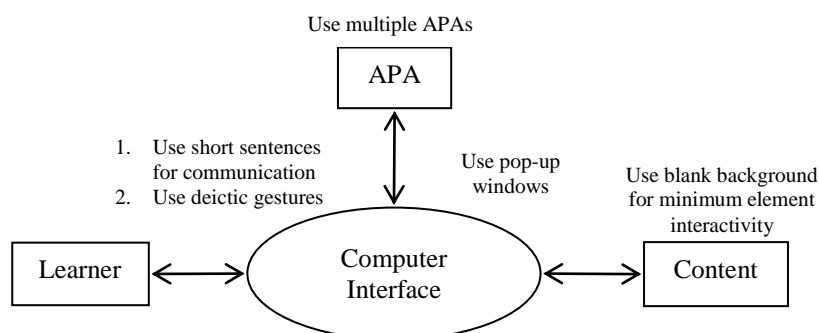 Use multiple APAs
APA
1. Use short sentences
for communication
2. Use deictic gestures
Use pop-up
windows
Use blank background
for minimum element
interactivity
Learner
Computer
Interface
Content